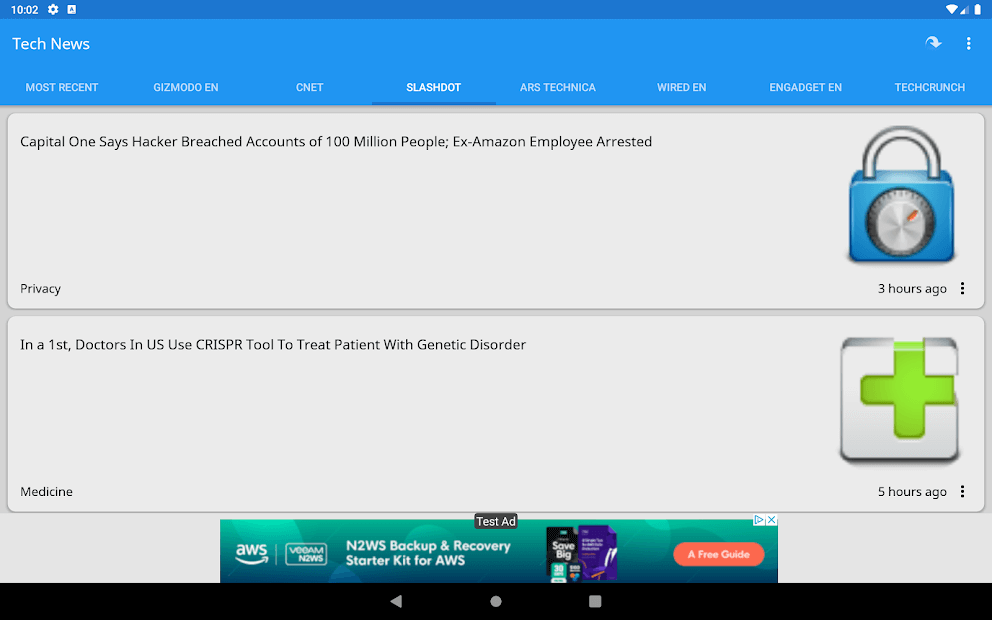 10:02
Tech News
MOST RECENT
GIZMODO EN
CNET
SLASHDOT
ARS TECHNICA
WIRED EN
ENGADGET EN
TECHCRUNCH
Capital One Says Hacker Breached Accounts of 100 Million People; Ex-Amazon Employee Arrested
Privacy
3 hours ago
In a 1st, Doctors In US Use CRISPR Tool To Treat Patient With Genetic Disorder
Medicine
5 hours ago
Test Ad
aws
veeAM
N2WS
N2WS Backup & Recovery
Starter Kit for AWS
Save
Big
A Free Guide